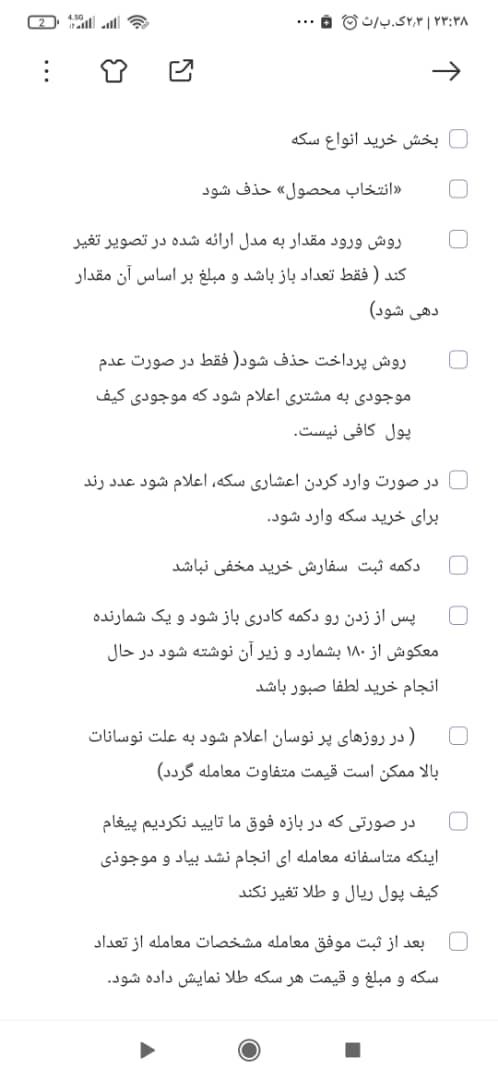 ۲۳:۳۸ | ۲٫۳ک.ب/ث ...
4.5G
2
بخش خرید انواع سکه
«انتخاب محصول» حذف شود
روش ورود مقدار به مدل ارائه شده در تصویر تغیر
کند ( فقط تعداد باز باشد و مبلغ بر اساس آن مقدار
دهی شود)
روش پرداخت حذف شود( فقط در صورت عدم
موجودی به مشتری اعلام شود که موجودی کیف
پول کافی نیست.
در صورت وارد کردن اعشاری سکه، اعلام شود عدد رند
برای خرید سکه وارد شود.
دکمه ثبت سفارش خرید مخفی نباشد
پس از زدن رو دکمه کادری باز شود و یک شمارنده
معکوش از ۱۸۰ بشمارد و زیر آن نوشته شود در حال
انجام خرید لطفا صبور باشد
( در روزهای پر نوسان اعلام شود به علت نوسانات
بالا ممکن است قیمت متفاوت معامله گردد)
در صورتی که در بازه فوق ما تایید نکردیم پیغام
اینکه متاسفانه معامله ای انجام نشد بیاد و موجوذی
کیف پول ریال و طلا تغیر نکند
بعد از ثبت موفق معامله مشخصات معامله از تعداد
سکه و مبلغ و قیمت هر سکه طلا نمایش داده شود.